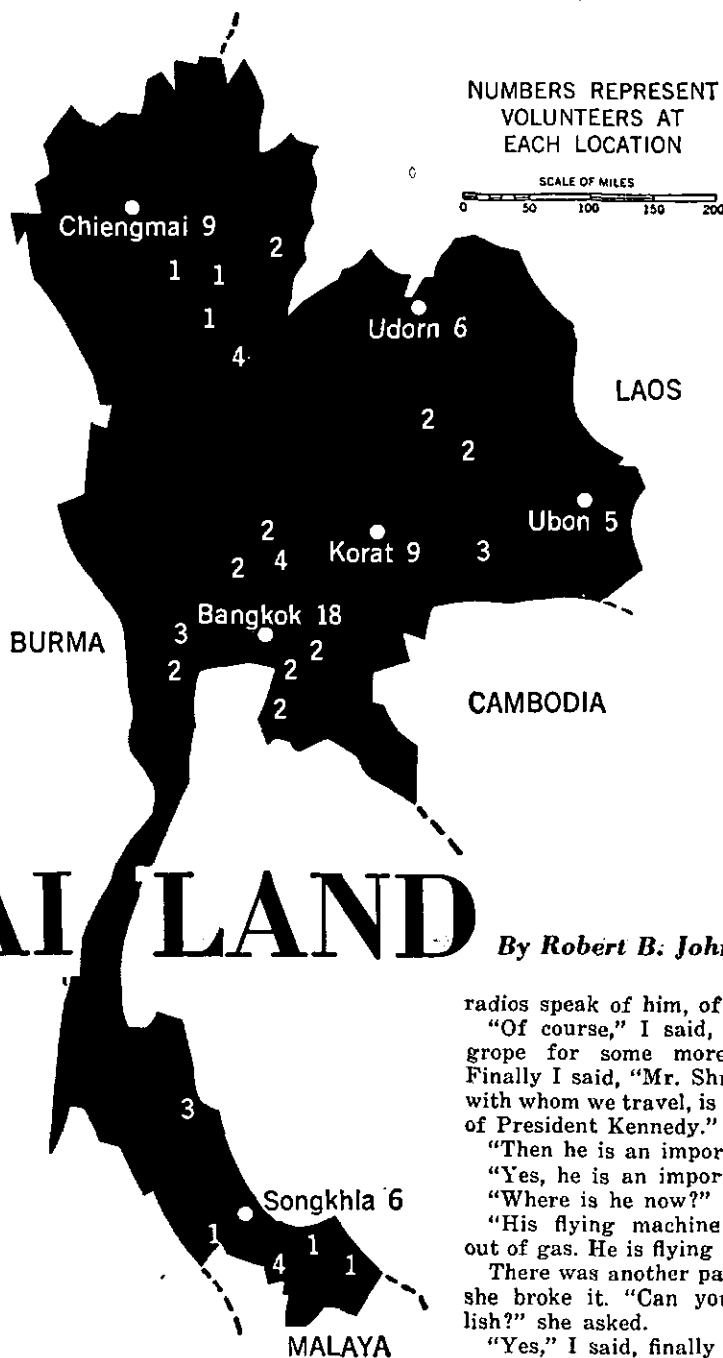 NUMBERS REPRESENT
VOLUNTEERS AT
EACH LOCATION
SCALE OF MILES
0 50 100 150 200
Chiengmai 9
2
1 1
1
4
Udorn 6
LAOS
2
2
Ubon 5
2
Korat 9
3
2 4
Bangkok 18
BURMA
3
2
2
2
2
CAMBODIA
AI LAND
By Robert B. John
radios speak of him, of
"Of course," I said,
grope for some more
Finally I said, "Mr. Shr
with whom we travel, is
of President Kennedy."
"Then he is an impor
"Yes, he is an impor
"Where is he now?"
"His flying machine
out of gas. He is flying
There was another pa
she broke it. "Can yo
lish?" she asked.
"Yes," I said, finally
3
Songkhla 6
1
4
1
1
MALAYA